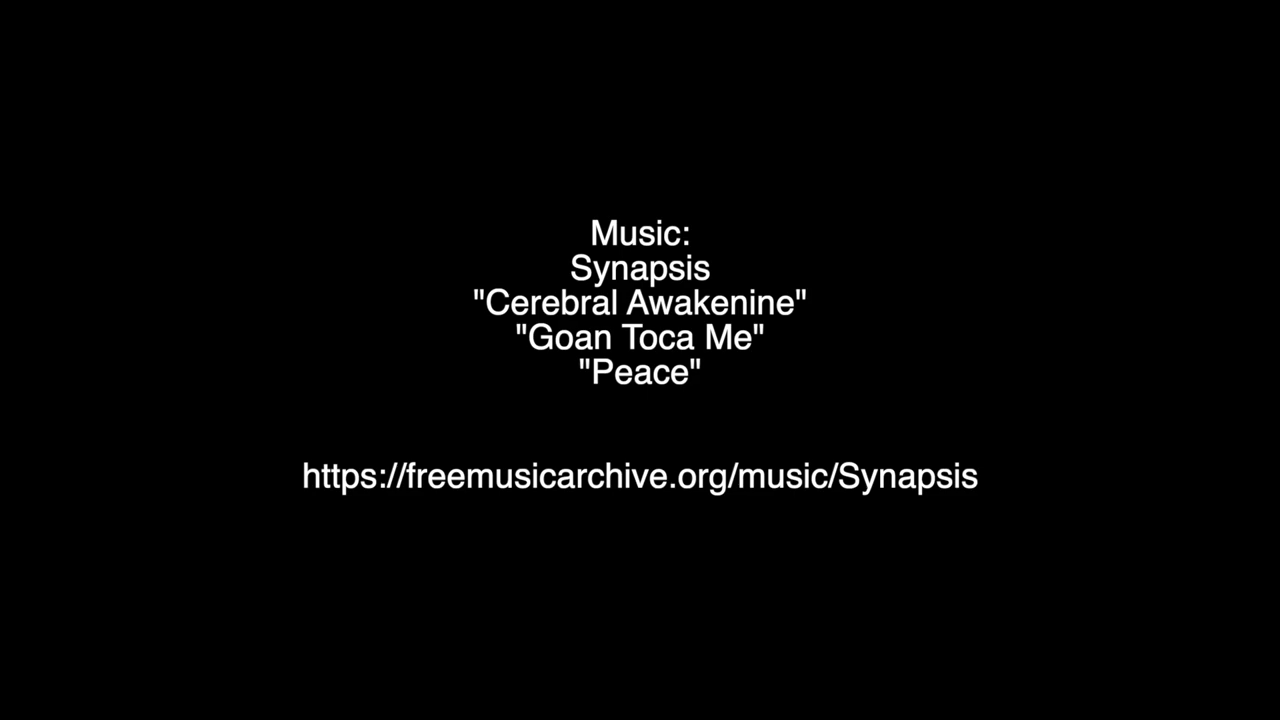 Music:
Synapsis
"Cerebral Awakenine"
"Goan Toca Me"
"Peace"
https://freemusicarchive.org/music/Synapsis